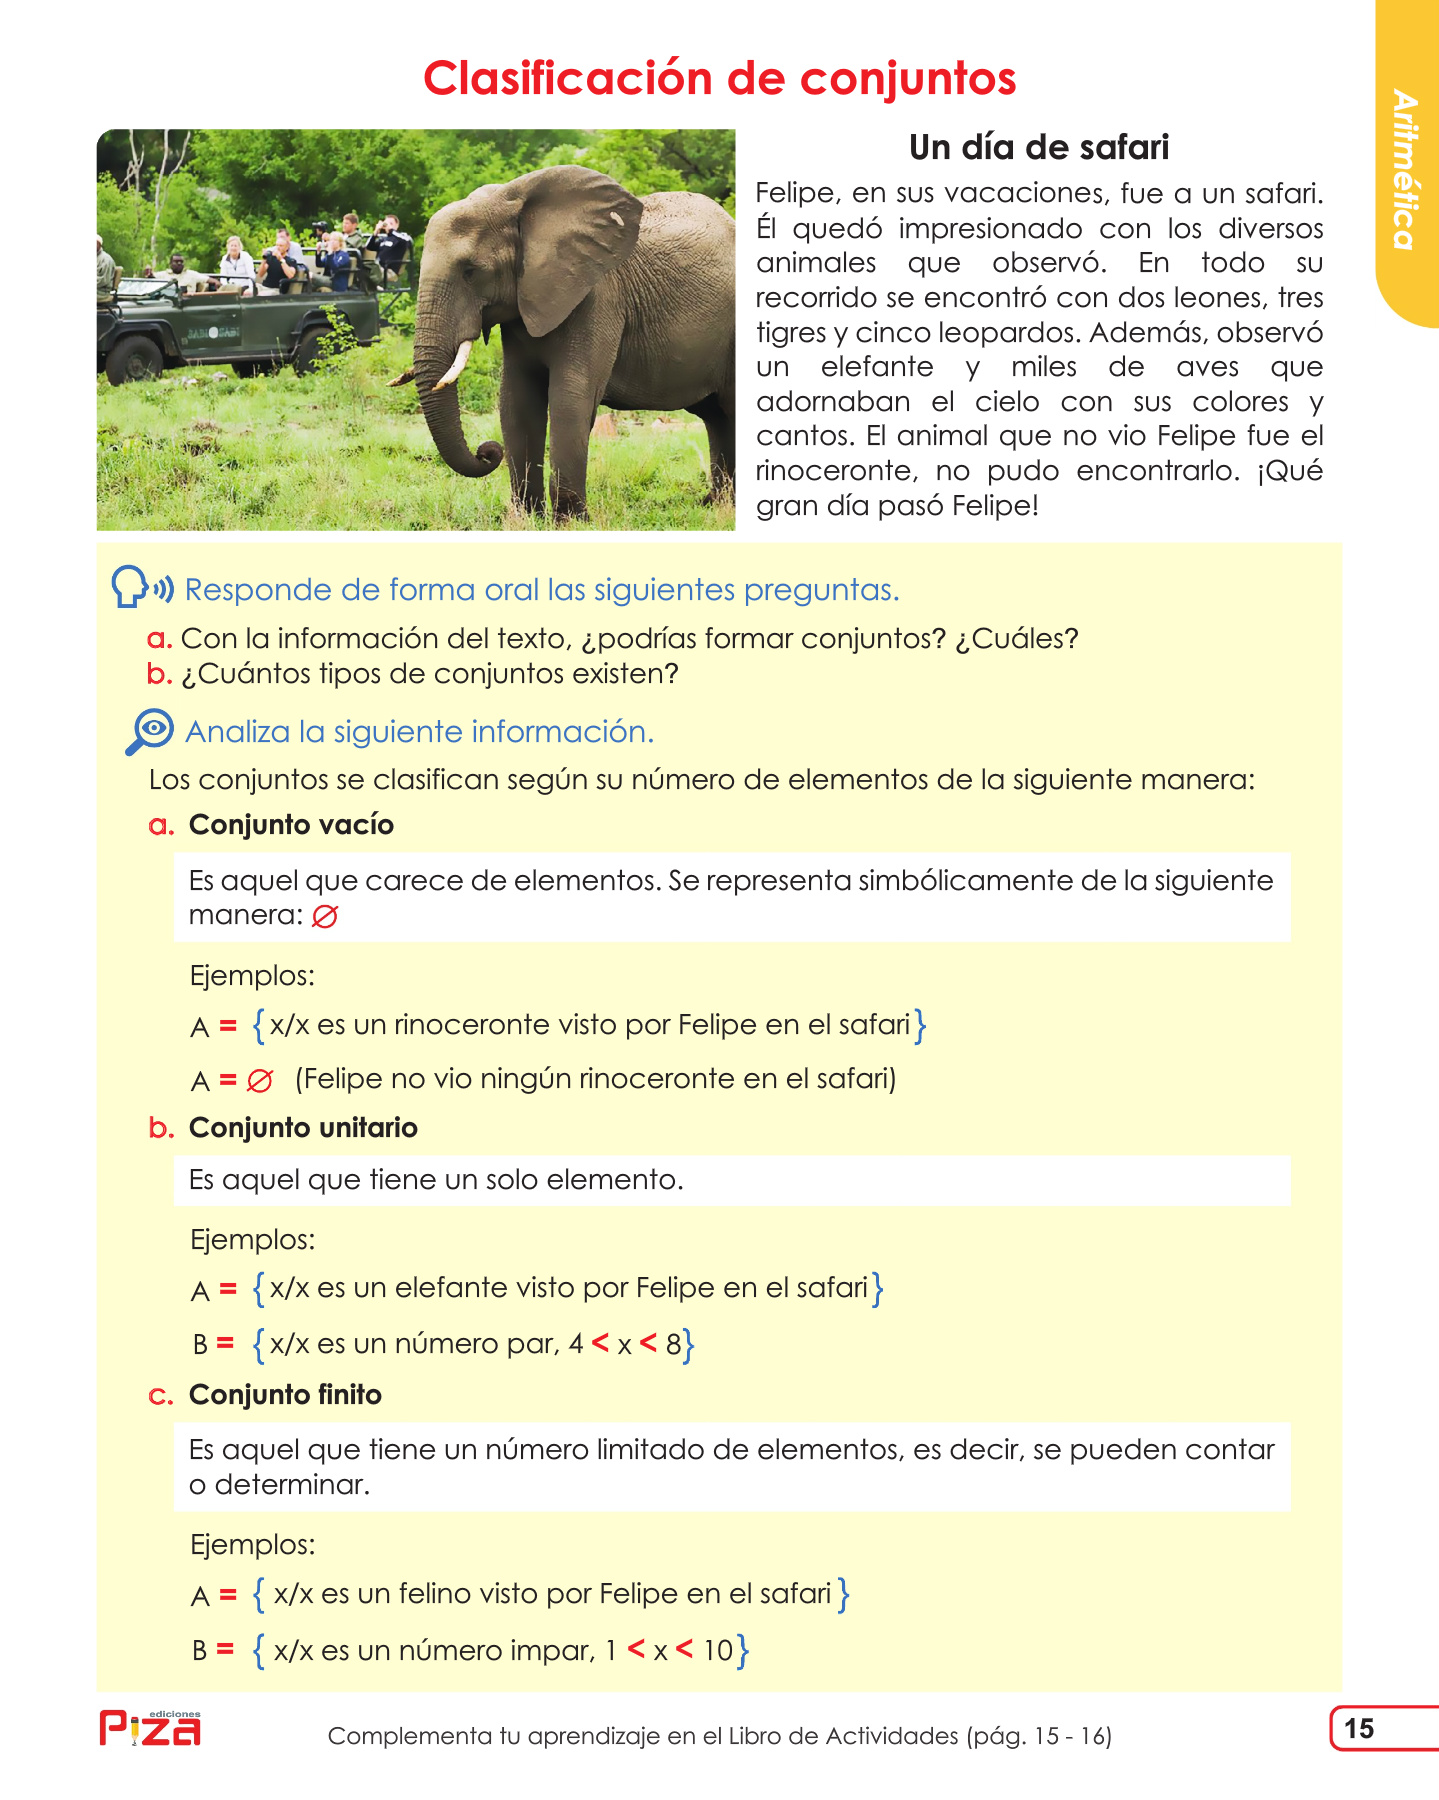 Clasificación de conjuntos
Aritmética
Un día de safari
Felipe, en sus vacaciones, fue a un safari.
Él quedó impresionado con los diversos
animales que observó. En todo su
recorrido se encontró con dos leones, tres
tigres y cinco leopardos. Además, observó
un elefante y miles de aves que
adornaban el cielo con sus colores y
cantos. El animal que no vio Felipe fue el
rinoceronte, no pudo encontrarlo. ¡Qué
gran día pasó Felipe!
Responde de forma oral las siguientes preguntas.
a. Con la información del texto, ¿podrías formar conjuntos? ¿Cuáles?
b. ¿Cuántos tipos de conjuntos existen?
Analiza la siguiente información.
Los conjuntos se clasifican según su número de elementos de la siguiente manera:
a. Conjunto vacío
Es aquel que carece de elementos. Se representa simbólicamente de la siguiente
manera: ∅
Ejemplos:
A = { x/x es un rinoceronte visto por Felipe en el safari }
A = ∅ (Felipe no vio ningún rinoceronte en el safari)
b. Conjunto unitario
Es aquel que tiene un solo elemento.
Ejemplos:
A = { x/x es un elefante visto por Felipe en el safari }
B = { x/x es un número par, 4 < x < 8 }
c. Conjunto finito
Es aquel que tiene un número limitado de elementos, es decir, se pueden contar
o determinar.
Ejemplos:
A = { x/x es un felino visto por Felipe en el safari }
B = { x/x es un número impar, 1 < x < 10 }
ediciones
Piza
Complementa tu aprendizaje en el Libro de Actividades (pág. 15 - 16)
15